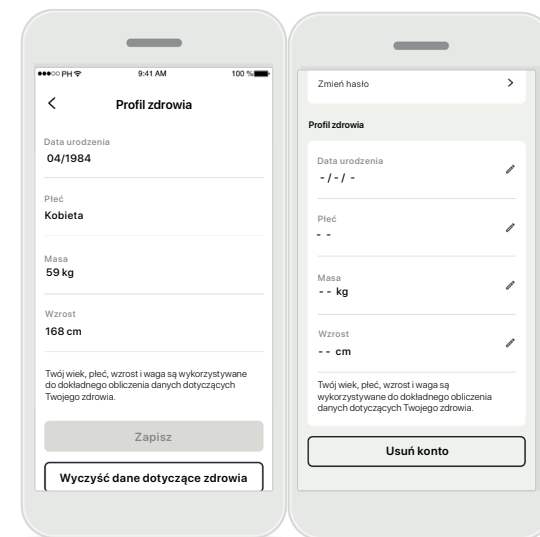 ●●●○○ PH 9:41 AM 100 %
Profil zdrowia
Data urodzenia
04/1984
Płeć
Kobieta
Masa
59 kg
Wzrost
168 cm
Twój wiek, płeć, wzrost i waga są wykorzystywane
do dokładnego obliczenia danych dotyczących
Twojego zdrowia.
Zapisz
Wyczyść dane dotyczące zdrowia
Zmień hasło
Profil zdrowia
Data urodzenia
- / - / -
Płeć
- -
Masa
- - kg
Wzrost
- - cm
Twój wiek, płeć, wzrost i waga są
wykorzystywane do dokładnego obliczenia
danych dotyczących Twojego zdrowia.
Usuń konto